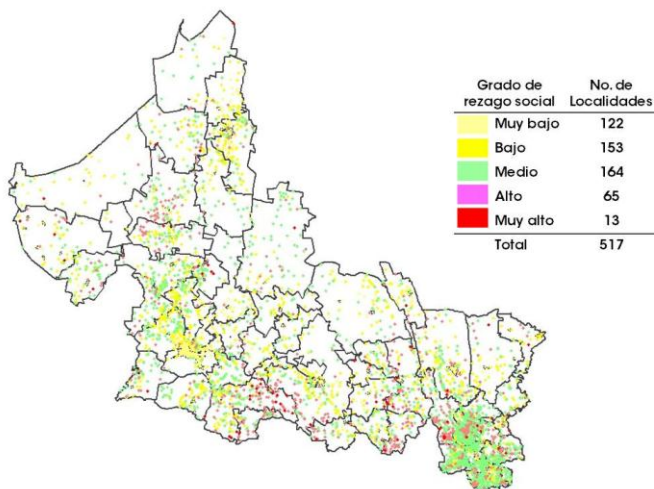 Grado de rezago social No. de Localidades
Muy bajo 122
Bajo 153
Medio 164
Alto 65
Muy alto 13
Total 517